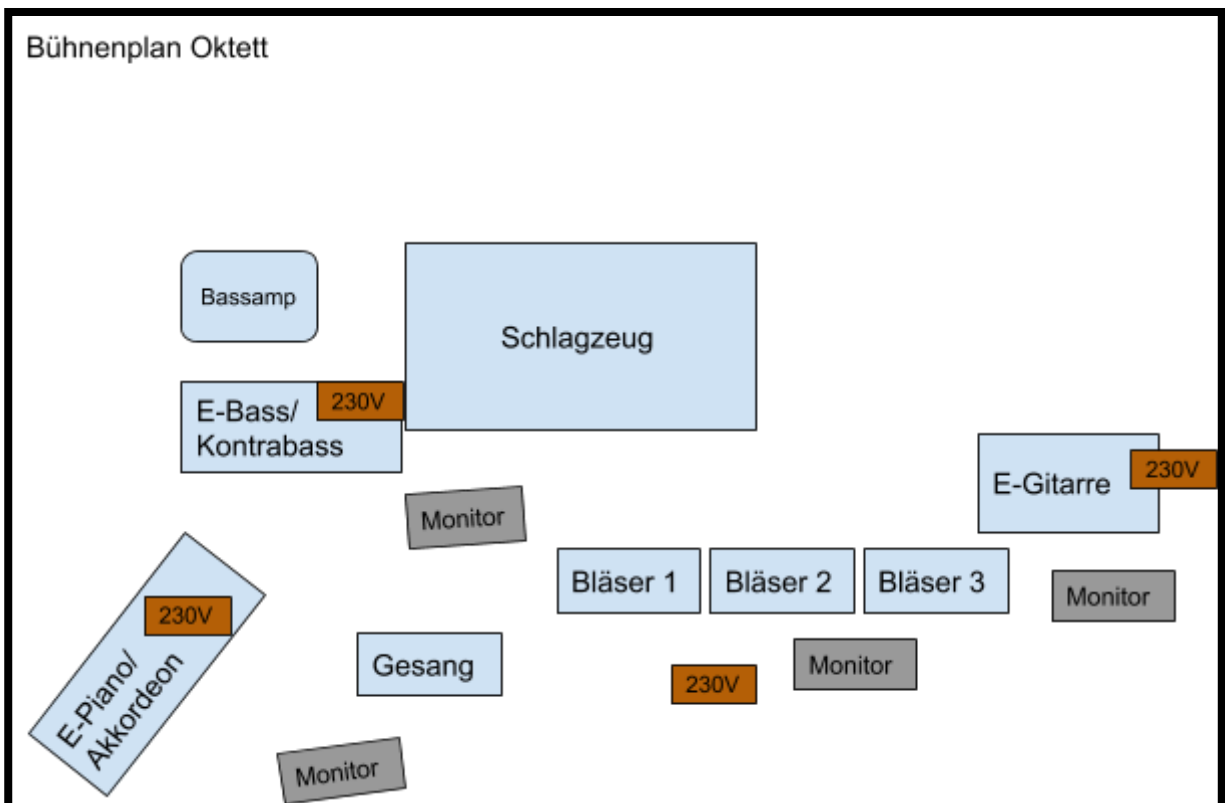 Bühnenplan Oktett
Bassamp
Schlagzeug
E-Bass/
Kontrabass
230V
E-Gitarre
230V
Monitor
Bläser 1
Bläser 2
Bläser 3
Monitor
230V
E-Piano/
Akkordeon
Gesang
230V
Monitor
Monitor